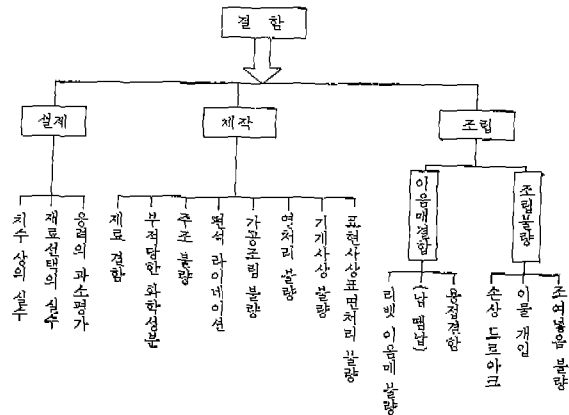 결 함
설계
제작
조립
이음매결함
조립불량
치수 상의 실수
재료선택의 실수
응력의 과소평가
재료 결함
부적당한 화학성분
주조 불량
편석 라미네이션
가공조립 불량
열처리 불량
기계사상 불량
표현사상표면처리 불량
리벳 이음매 불량
(납 땜납)
용접결함
손상 드르아크
이물 개입
조여넣음 불량